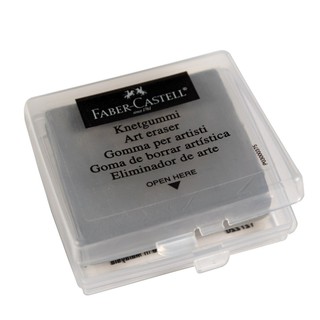 FABER-CASTELL®
since 1761
Knetgummi
Art eraser
Gomma per artisti
Goma de borrar artística
Eliminador de arte
OPEN HERE